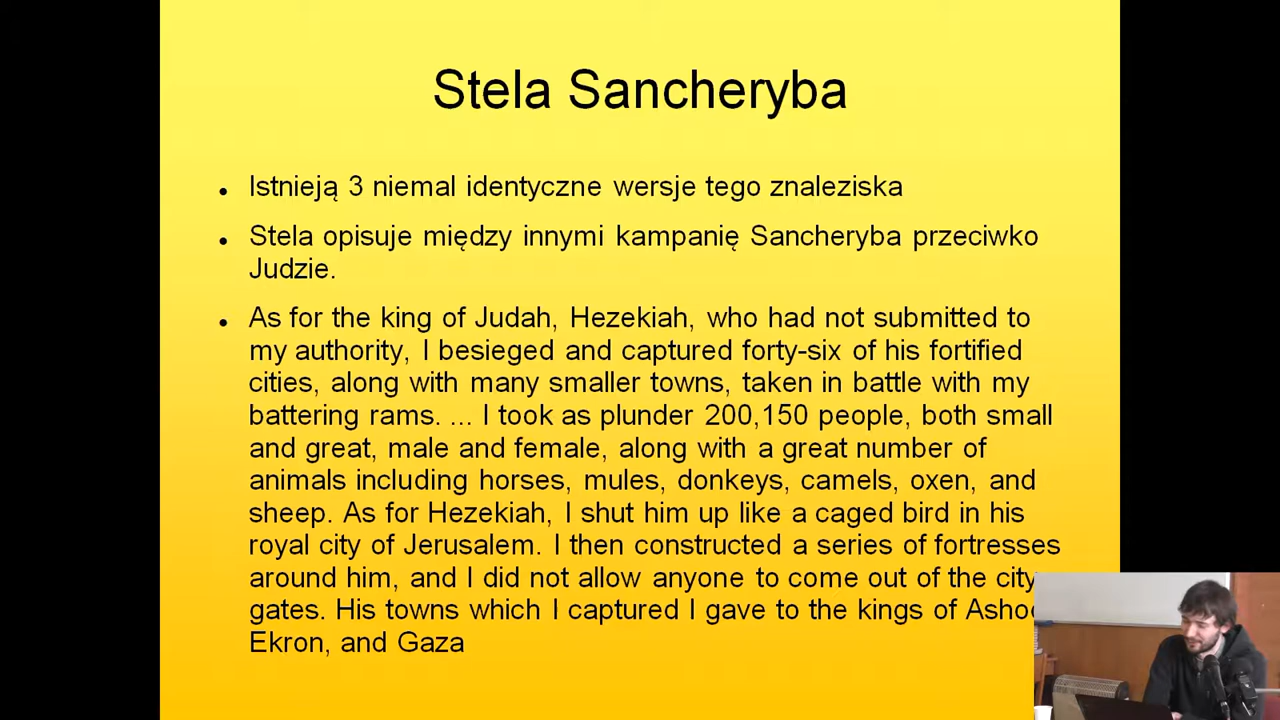 Stela Sancheryba
Istnieją 3 niemal identyczne wersje tego znaleziska
Stela opisuje między innymi kampanię Sancheryba przeciwko
Judzie.
As for the king of Judah, Hezekiah, who had not submitted to
my authority, I besieged and captured forty-six of his fortified
cities, along with many smaller towns, taken in battle with my
battering rams. ... I took as plunder 200,150 people, both small
and great, male and female, along with a great number of
animals including horses, mules, donkeys, camels, oxen, and
sheep. As for Hezekiah, I shut him up like a caged bird in his
royal city of Jerusalem. I then constructed a series of fortresses
around him, and I did not allow anyone to come out of the city
gates. His towns which I captured I gave to the kings of
Ekron, and Gaza